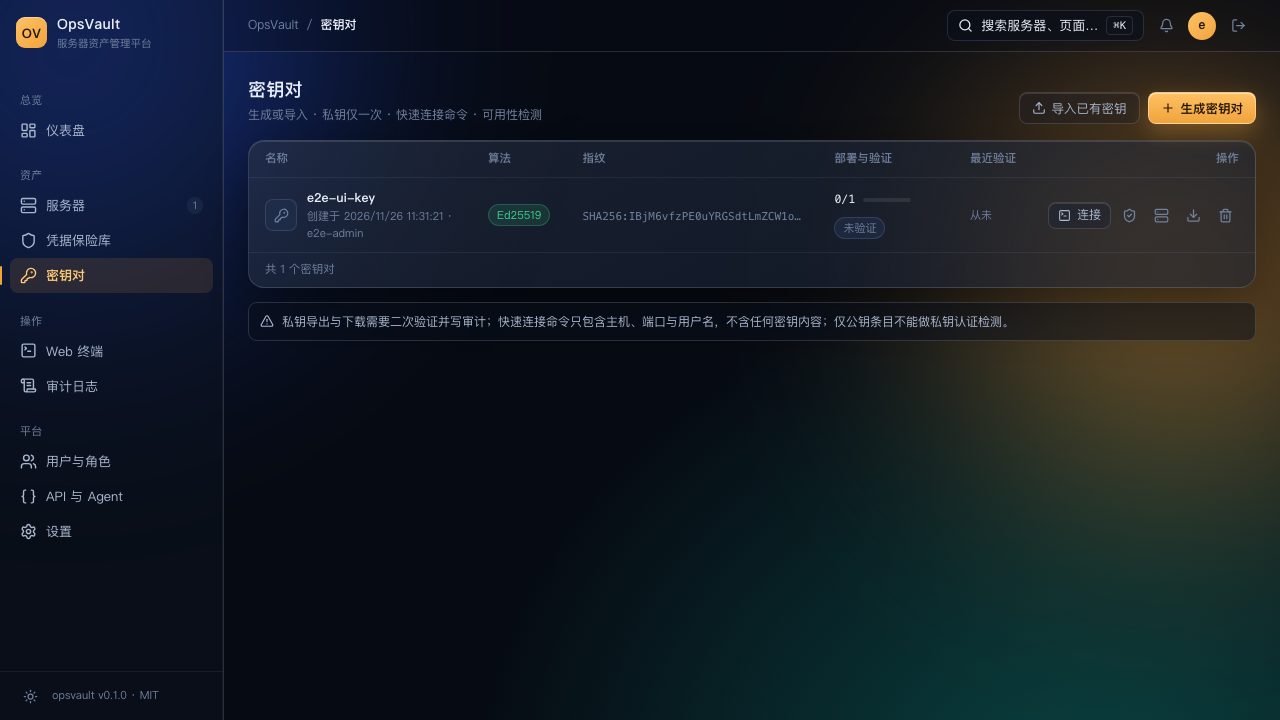 OV
OpsVault
服务器资产管理平台
总览
仪表盘
资产
服务器
1
凭据保险库
密钥对
操作
Web 终端
审计日志
平台
用户与角色
API 与 Agent
设置
opsvault v0.1.0 · MIT
OpsVault / 密钥对
搜索服务器、页面…
⌘K
e
密钥对
生成或导入 · 私钥仅一次 · 快速连接命令 · 可用性检测
导入已有密钥
生成密钥对
名称
算法
指纹
部署与验证
最近验证
操作
e2e-ui-key
创建于 2026/11/26 11:31:21 ·
e2e-admin
Ed25519
SHA256:IBjM6vfzPE0uYRGSdtLmZCW1o…
0/1
未验证
从未
连接
共 1 个密钥对
私钥导出与下载需要二次验证并写审计；快速连接命令只包含主机、端口与用户名，不含任何密钥内容；仅公钥条目不能做私钥认证检测。